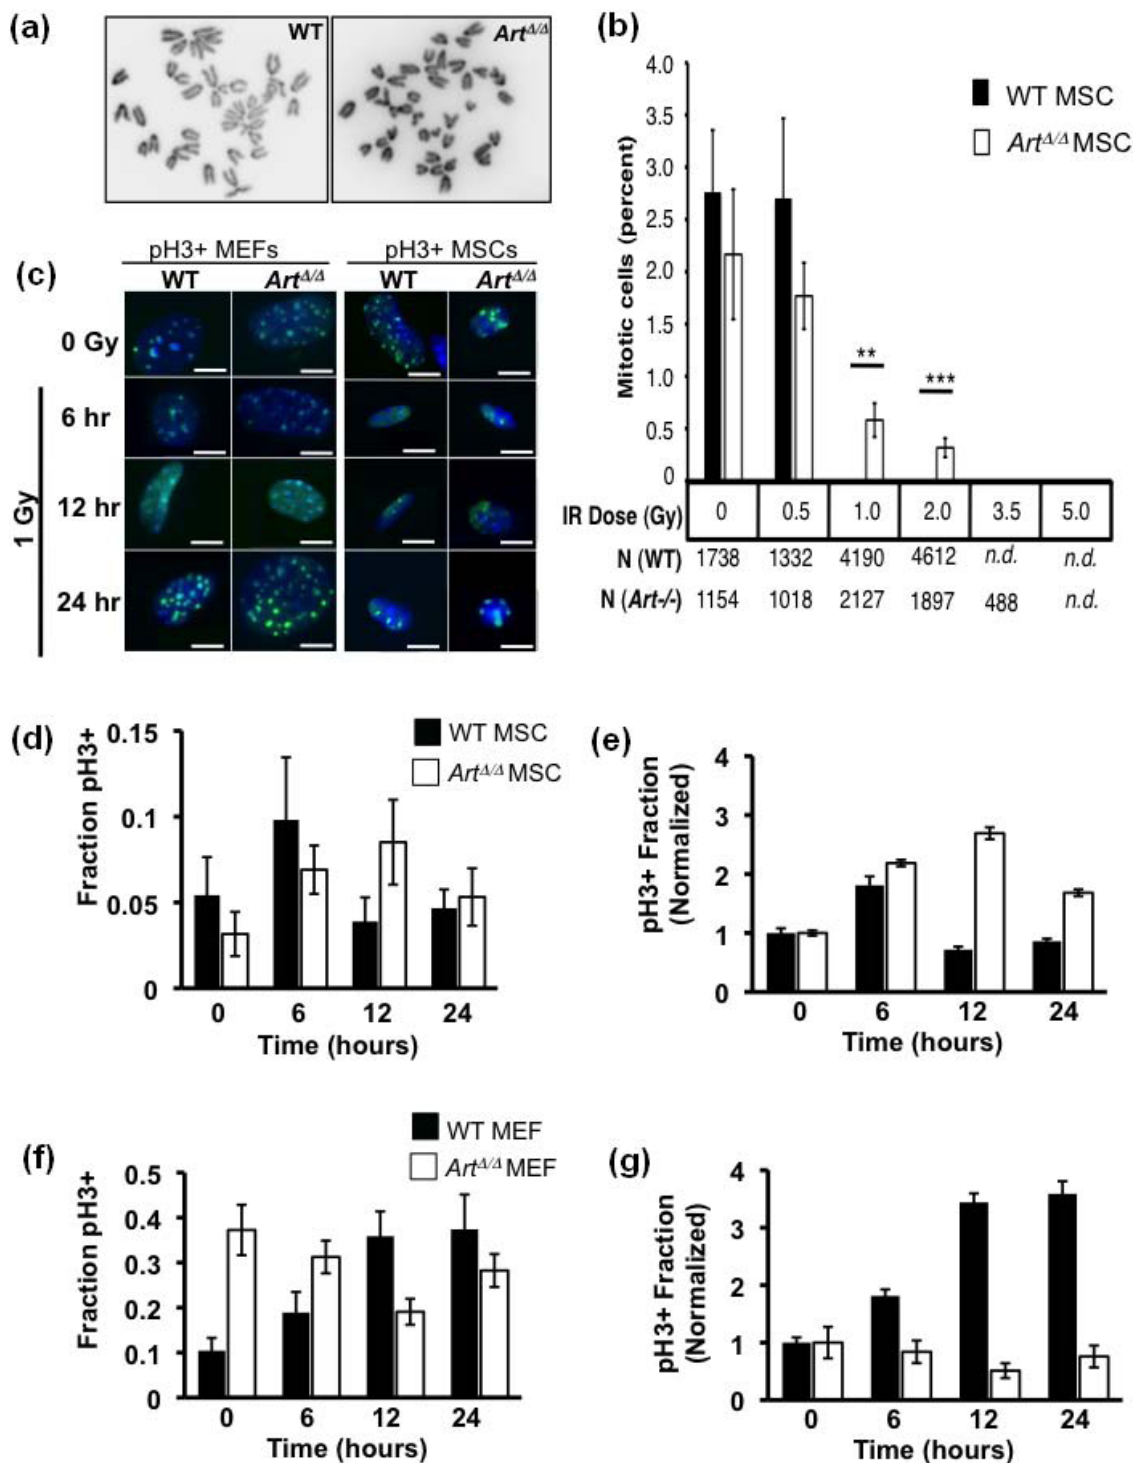 (a)
WT
Art^Δ/Δ
(b)
4.0
3.5
3.0
2.5
2.0
1.5
1.0
0.5
0
Mitotic cells (percent)
WT MSC
Art^Δ/Δ MSC
**
***
IR Dose (Gy) 0 0.5 1.0 2.0 3.5 5.0
N (WT) 1738 1332 4190 4612 n.d. n.d.
N (Art-/-) 1154 1018 2127 1897 488 n.d.
(c)
pH3+ MEFs pH3+ MSCs
WT Art^Δ/Δ WT Art^Δ/Δ
0 Gy
6 hr
12 hr
24 hr
1 Gy
(d)
Fraction pH3+
0.15
0.1
0.05
0
WT MSC
Art^Δ/Δ MSC
0 6 12 24
Time (hours)
(e)
pH3+ Fraction
(Normalized)
4
3
2
1
0
0 6 12 24
Time (hours)
(f)
Fraction pH3+
0.5
0.4
0.3
0.2
0.1
0
WT MEF
Art^Δ/Δ MEF
0 6 12 24
Time (hours)
(g)
pH3+ Fraction
(Normalized)
4
3
2
1
0
0 6 12 24
Time (hours)